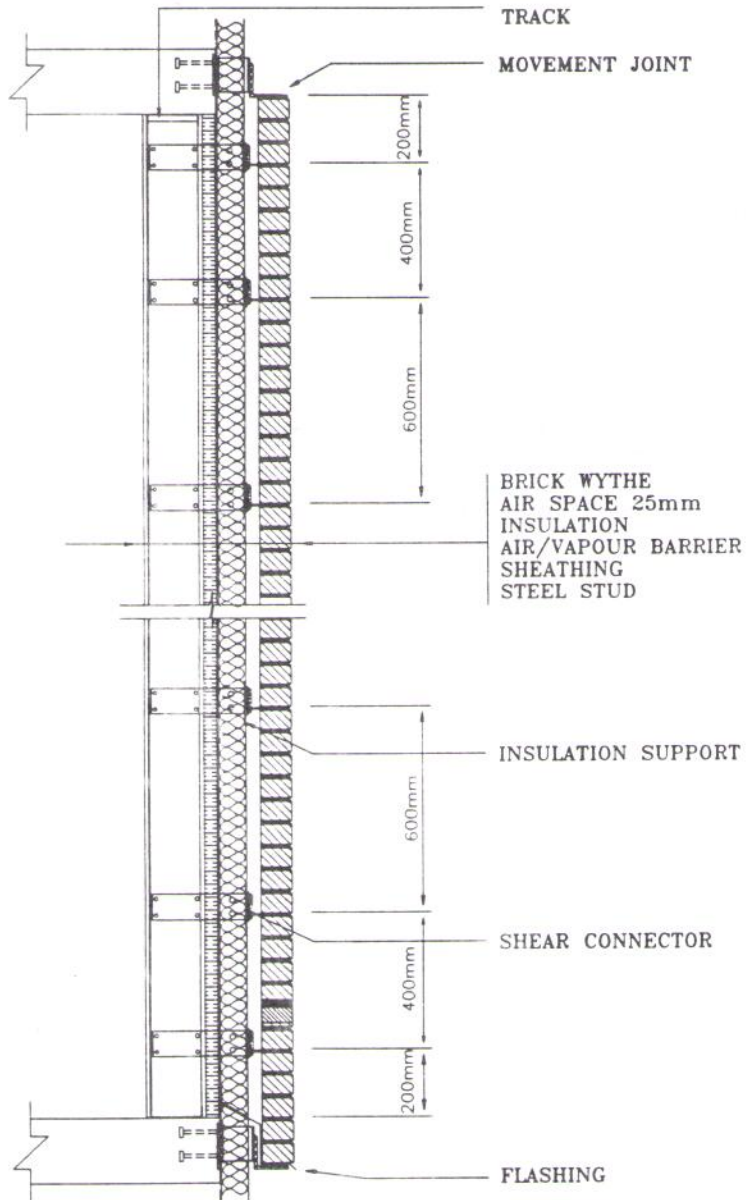 TRACK
MOVEMENT JOINT
200mm
400mm
600mm
BRICK WYTHE
AIR SPACE 25mm
INSULATION
AIR/VAPOUR BARRIER
SHEATHING
STEEL STUD
INSULATION SUPPORT
600mm
SHEAR CONNECTOR
400mm
200mm
FLASHING